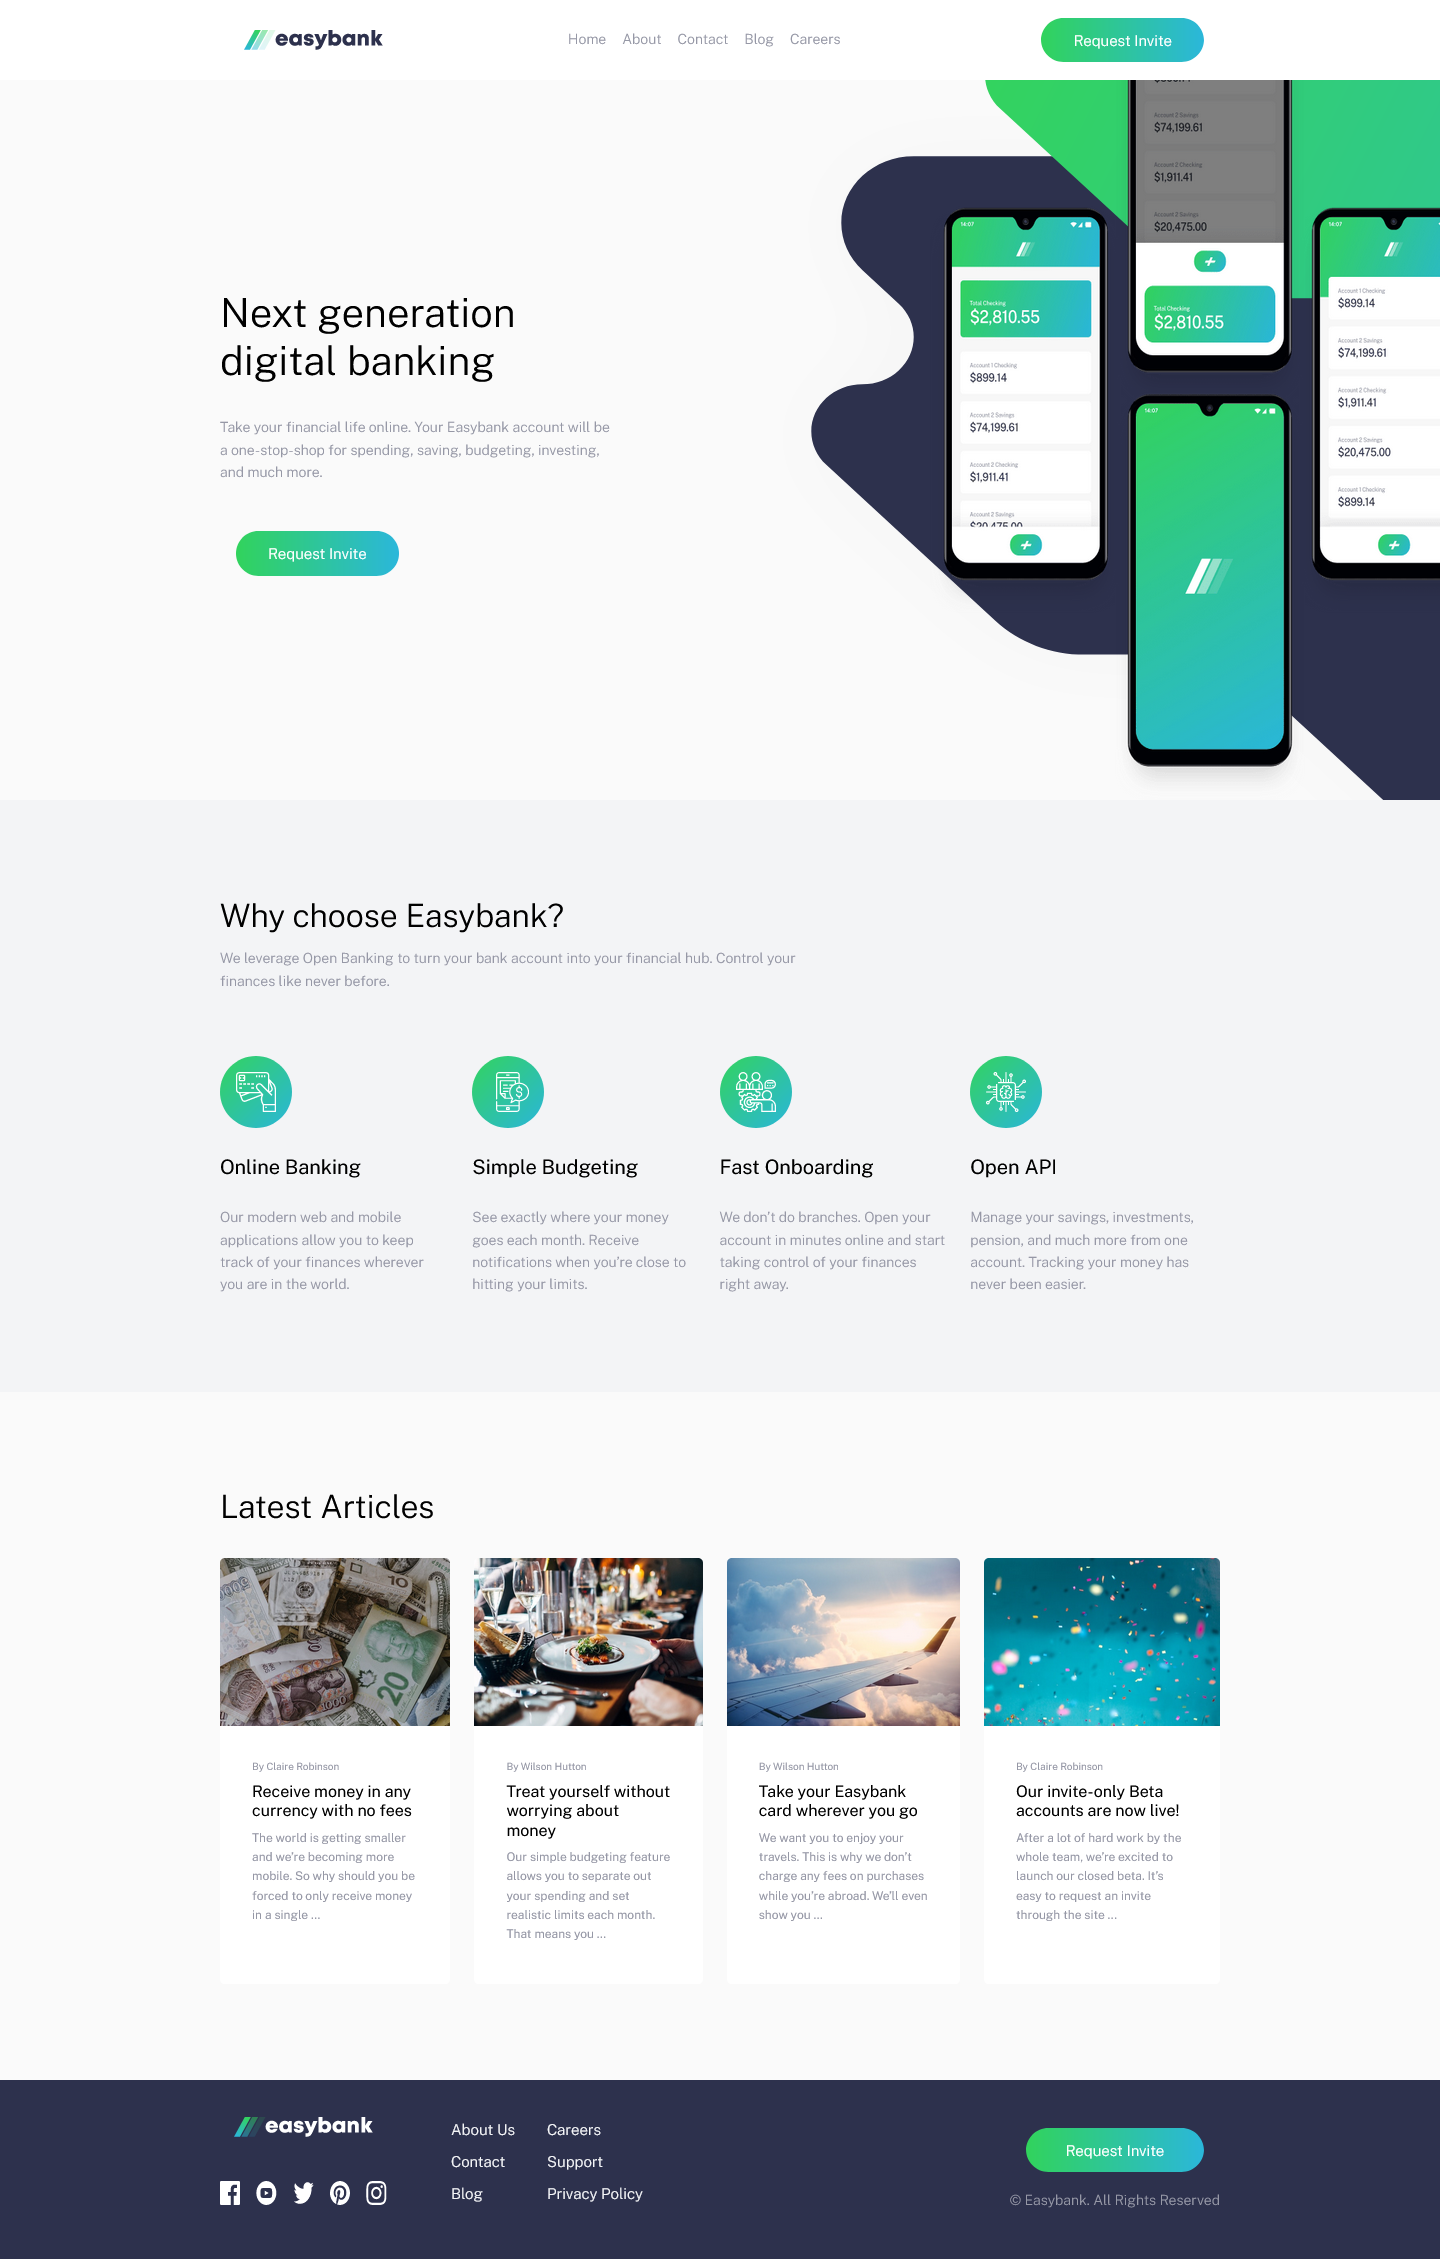 easybank
Home About Contact Blog Careers
Request Invite
Next generation
digital banking
Take your financial life online. Your Easybank account will be
a one-stop-shop for spending, saving, budgeting, investing,
and much more.
Request Invite
Account 2 Savings
$74,199.61
Account 2 Checking
$1,911.41
Account 2 Savings
$20,475.00
Total Checking
$2,810.55
14:07
Total Checking
$2,810.55
Account 1 Checking
$899.14
Account 2 Savings
$74,199.61
Account 2 Checking
$1,911.41
Account 2 Savings
$20,475.00
14:07
14:07
Account 1 Checking
$899.14
Account 2 Savings
$74,199.61
Account 2 Checking
$1,911.41
Account 2 Savings
$20,475.00
Account 1 Checking
$899.14
Why choose Easybank?
We leverage Open Banking to turn your bank account into your financial hub. Control your
finances like never before.
Online Banking
Our modern web and mobile
applications allow you to keep
track of your finances wherever
you are in the world.
Simple Budgeting
See exactly where your money
goes each month. Receive
notifications when you're close to
hitting your limits.
Fast Onboarding
We don't do branches. Open your
account in minutes online and start
taking control of your finances
right away.
Open API
Manage your savings, investments,
pension, and much more from one
account. Tracking your money has
never been easier.
Latest Articles
10
20
1000
By Claire Robinson
Receive money in any
currency with no fees
The world is getting smaller
and we're becoming more
mobile. So why should you be
forced to only receive money
in a single …
By Wilson Hutton
Treat yourself without
worrying about
money
Our simple budgeting feature
allows you to separate out
your spending and set
realistic limits each month.
That means you …
By Wilson Hutton
Take your Easybank
card wherever you go
We want you to enjoy your
travels. This is why we don't
charge any fees on purchases
while you're abroad. We'll even
show you …
By Claire Robinson
Our invite-only Beta
accounts are now live!
After a lot of hard work by the
whole team, we're excited to
launch our closed beta. It's
easy to request an invite
through the site …
easybank
About Us
Contact
Blog
Careers
Support
Privacy Policy
Request Invite
© Easybank. All Rights Reserved